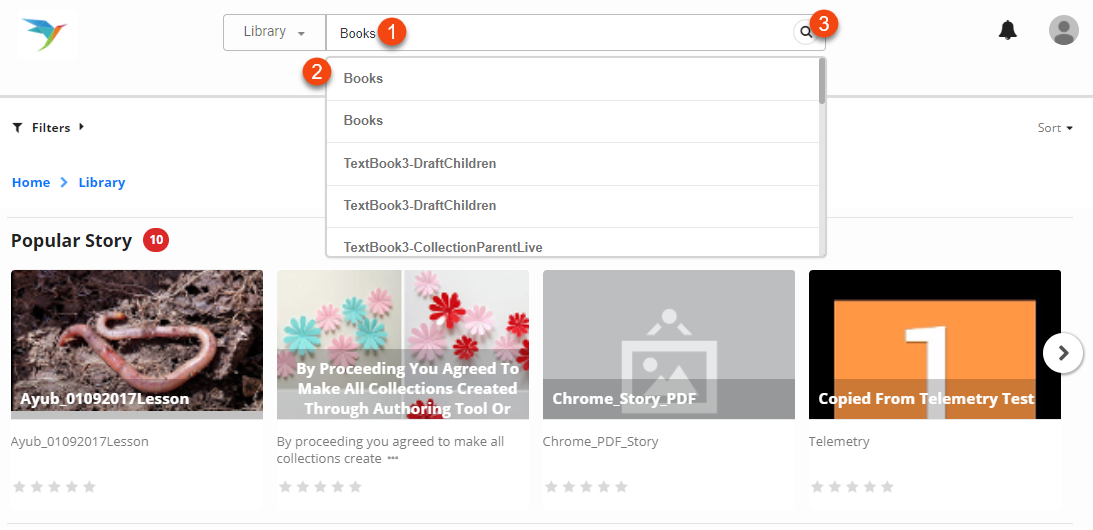 Library
Books
1
3
2
Books
Books
TextBook3-DraftChildren
TextBook3-DraftChildren
TextBook3-CollectionParentLive
Filters
Sort
Home
Library
Popular Story 10
Ayub_01092017Lesson
By Proceeding You Agreed To
Make All Collections Created
Through Authoring Tool Or
Chrome_Story_PDF
1
Copied From Telemetry Test
Ayub_01092017Lesson
By proceeding you agreed to make all
collections create ···
Chrome_PDF_Story
Telemetry